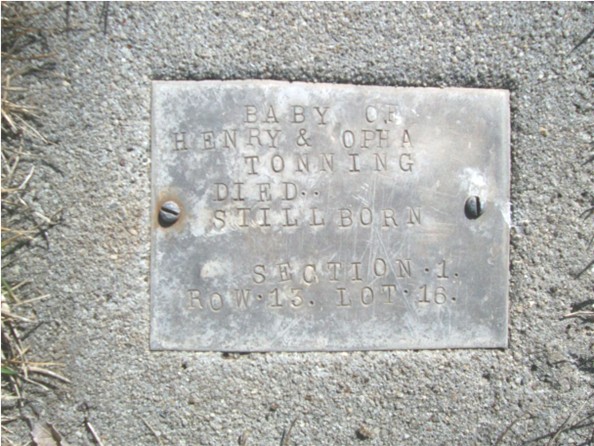 BABY OF
HENRY & OPHA
TONNING
DIED..
STILLBORN
SECTION.1.
ROW.13. LOT.16.